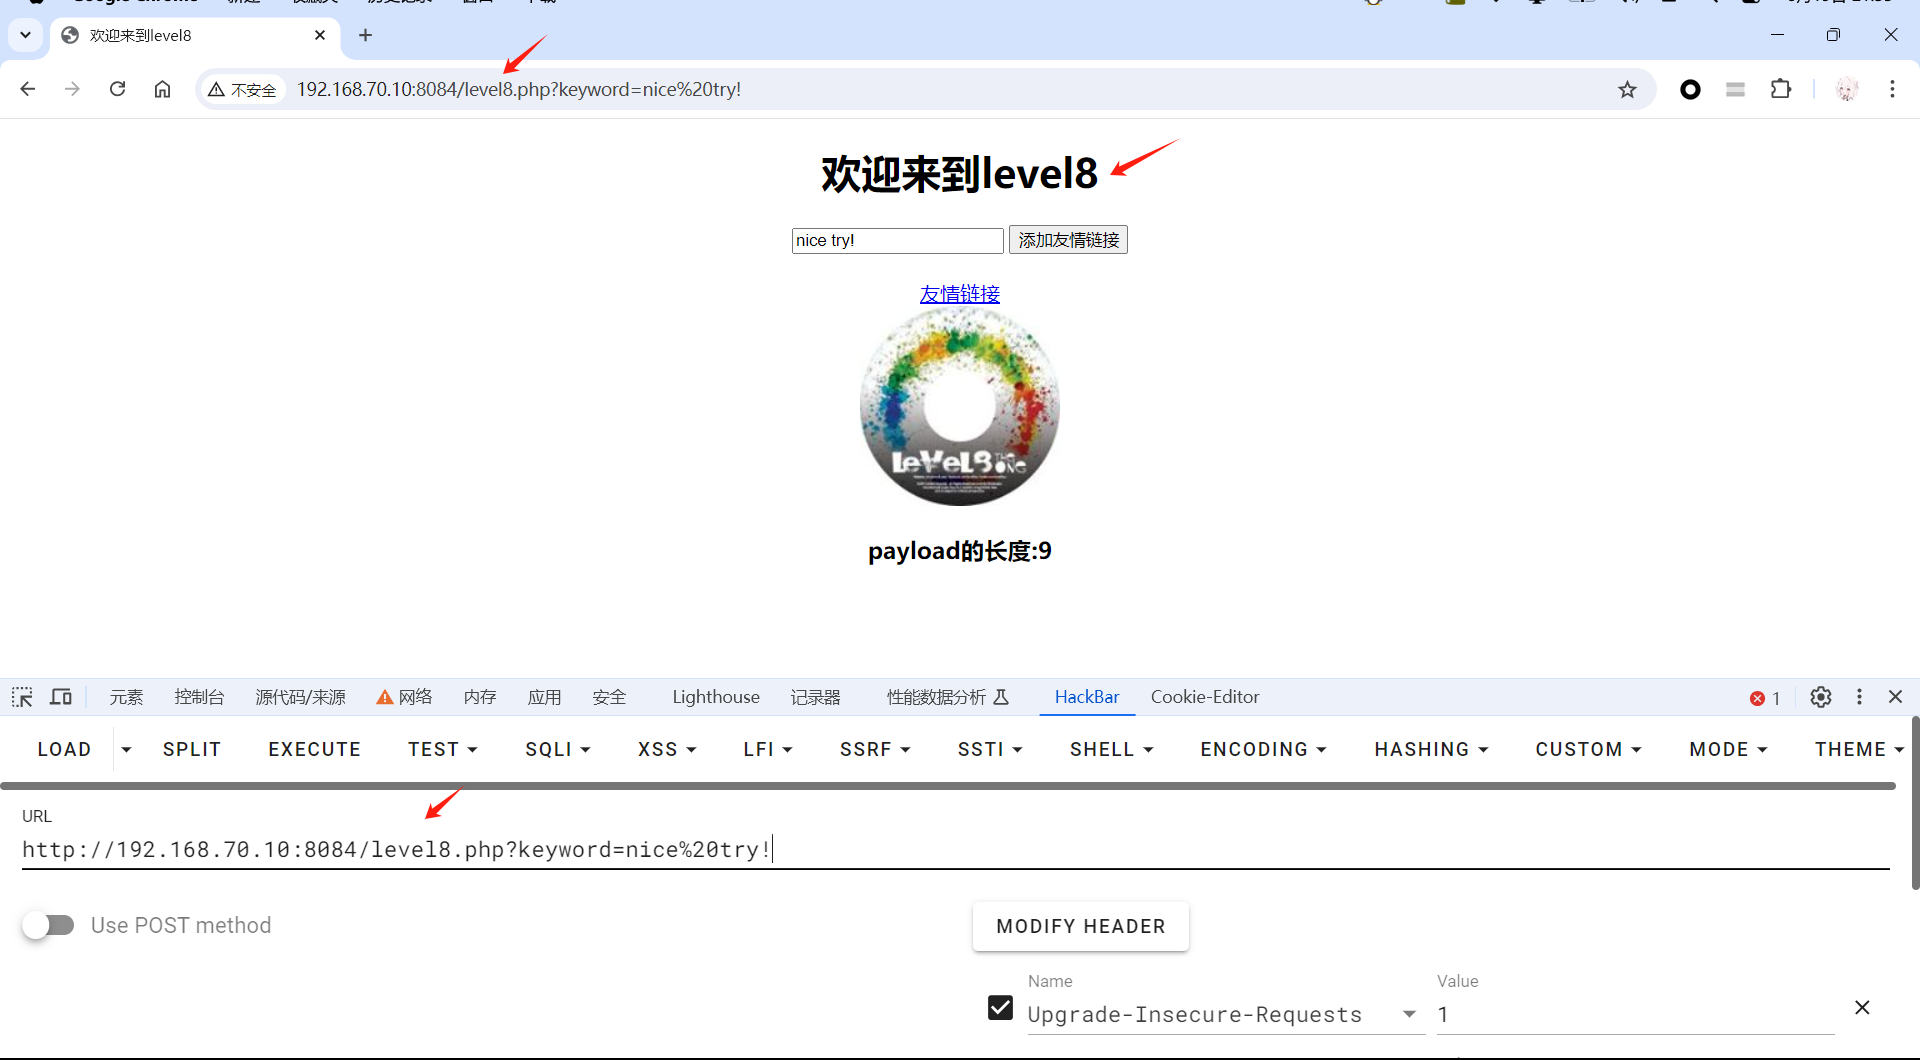 欢迎来到level8
不安全 192.168.70.10:8084/level8.php?keyword=nice%20try!
欢迎来到level8
nice try! 添加友情链接
友情链接
LeVeL8 THE ONE
payload的长度:9
元素 控制台 源代码/来源 网络 内存 应用 安全 Lighthouse 记录器 性能数据分析 HackBar Cookie-Editor 1
LOAD SPLIT EXECUTE TEST SQLI XSS LFI SSRF SSTI SHELL ENCODING HASHING CUSTOM MODE THEME
URL
http://192.168.70.10:8084/level8.php?keyword=nice%20try!
Use POST method MODIFY HEADER
Name Value
Upgrade-Insecure-Requests 1